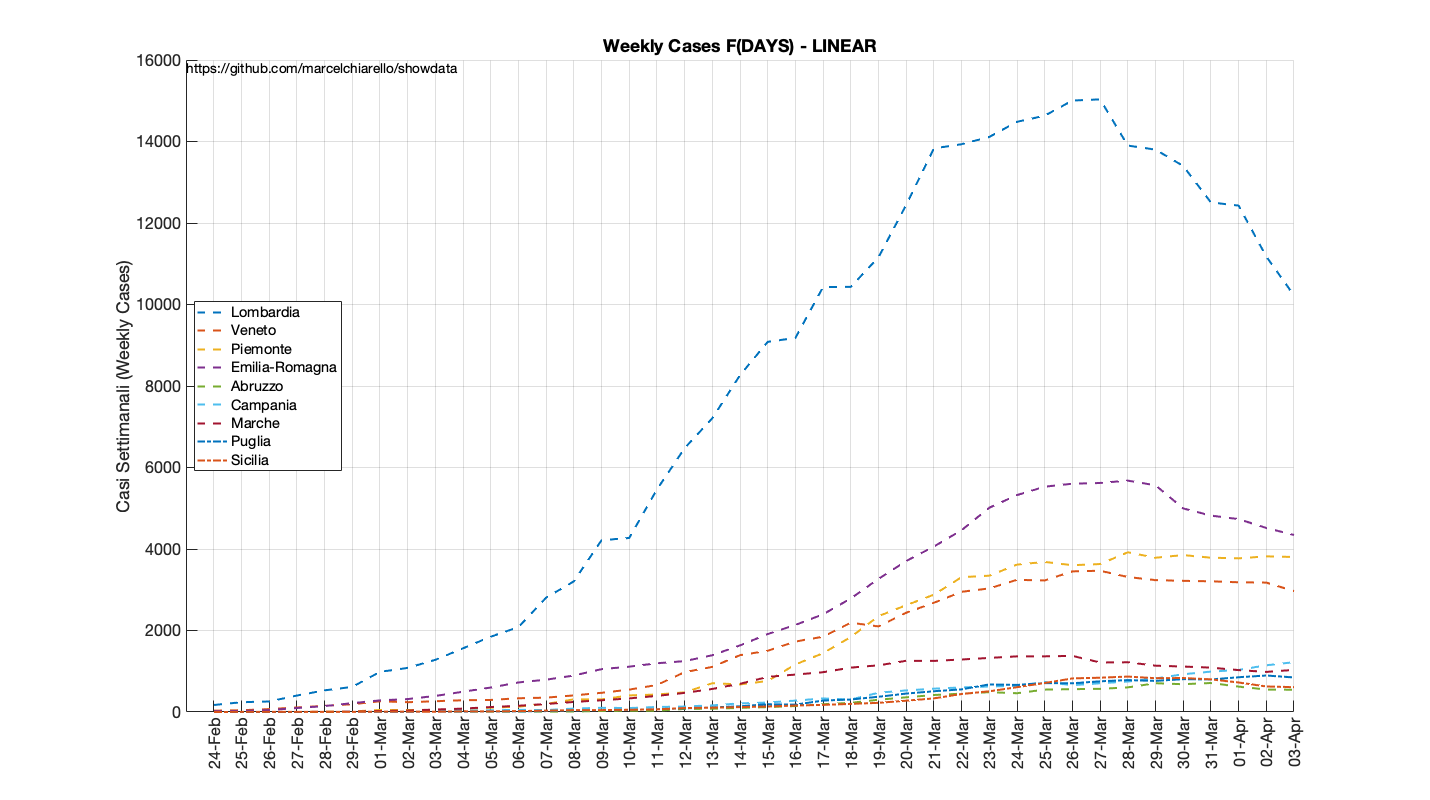 Weekly Cases F(DAYS) - LINEAR
https://github.com/marcelchiarello/showdata
Casi Settimanali (Weekly Cases)
16000
14000
12000
10000
8000
6000
4000
2000
0
Lombardia
Veneto
Piemonte
Emilia-Romagna
Abruzzo
Campania
Marche
Puglia
Sicilia
24-Feb
25-Feb
26-Feb
27-Feb
28-Feb
29-Feb
01-Mar
02-Mar
03-Mar
04-Mar
05-Mar
06-Mar
07-Mar
08-Mar
09-Mar
10-Mar
11-Mar
12-Mar
13-Mar
14-Mar
15-Mar
16-Mar
17-Mar
18-Mar
19-Mar
20-Mar
21-Mar
22-Mar
23-Mar
24-Mar
25-Mar
26-Mar
27-Mar
28-Mar
29-Mar
30-Mar
31-Mar
01-Apr
02-Apr
03-Apr